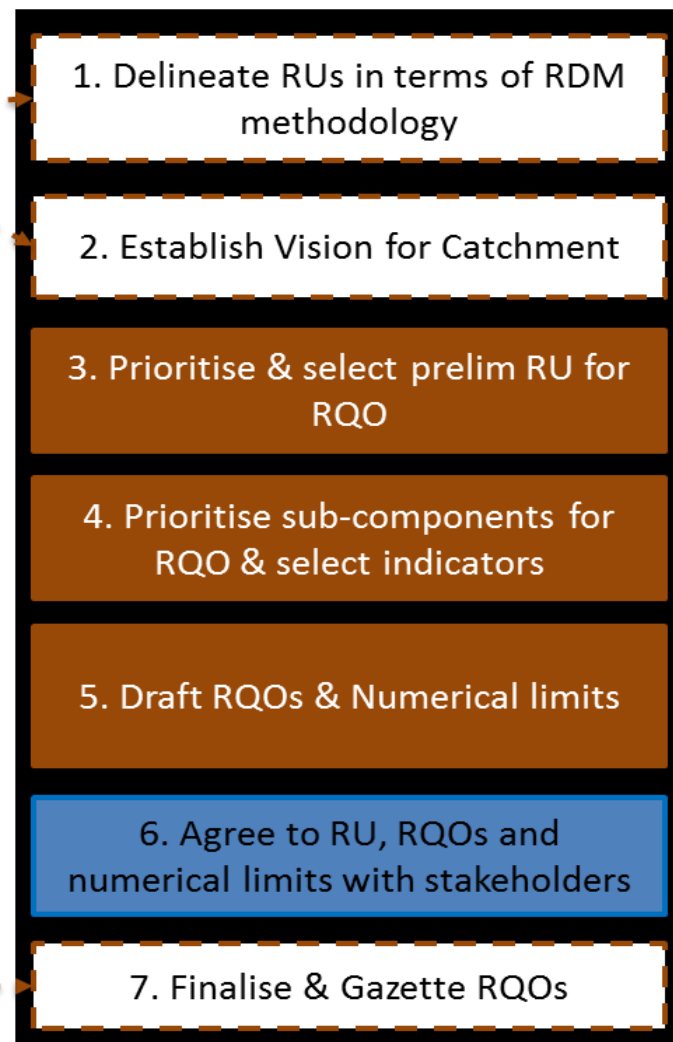 1. Delineate RUs in terms of RDM
methodology
2. Establish Vision for Catchment
3. Prioritise & select prelim RU for
RQO
4. Prioritise sub-components for
RQO & select indicators
5. Draft RQOs & Numerical limits
6. Agree to RU, RQOs and
numerical limits with stakeholders
7. Finalise & Gazette RQOs